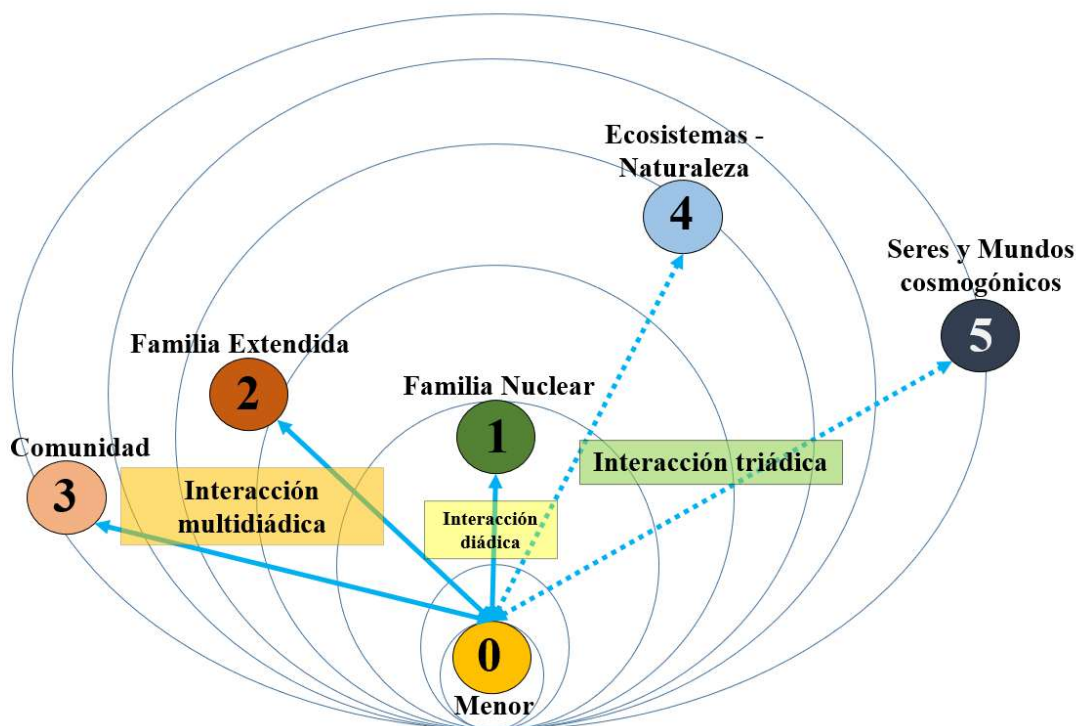 Ecosistemas -
Naturaleza
4
Seres y Mundos
cosmogónicos
5
Familia Extendida
2
Familia Nuclear
1
Comunidad
3
Interacción
multidiádica
Interacción
diádica
Interacción triádica
0
Menor